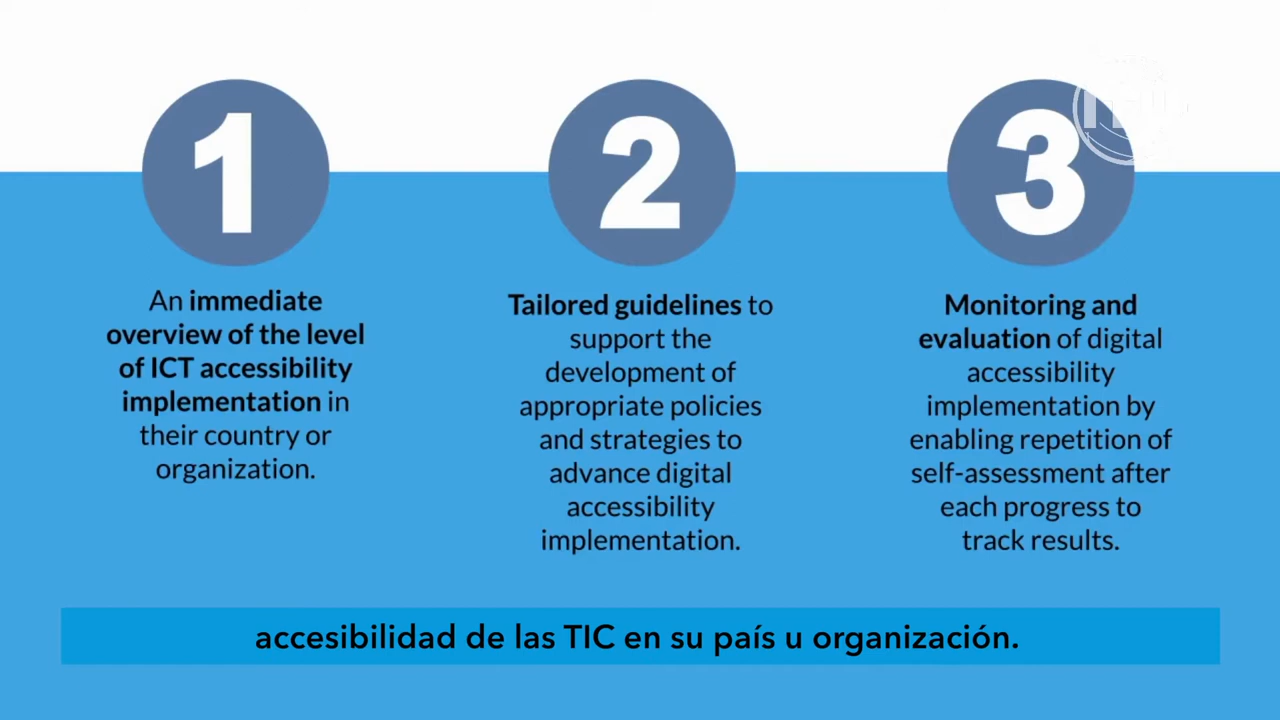 1
An immediate
overview of the level
of ICT accessibility
implementation in
their country or
organization.
2
Tailored guidelines to
support the
development of
appropriate policies
and strategies to
advance digital
accessibility
implementation.
3
Monitoring and
evaluation of digital
accessibility
implementation by
enabling repetition of
self-assessment after
each progress to
track results.
ITU
accesibilidad de las TIC en su país u organización.